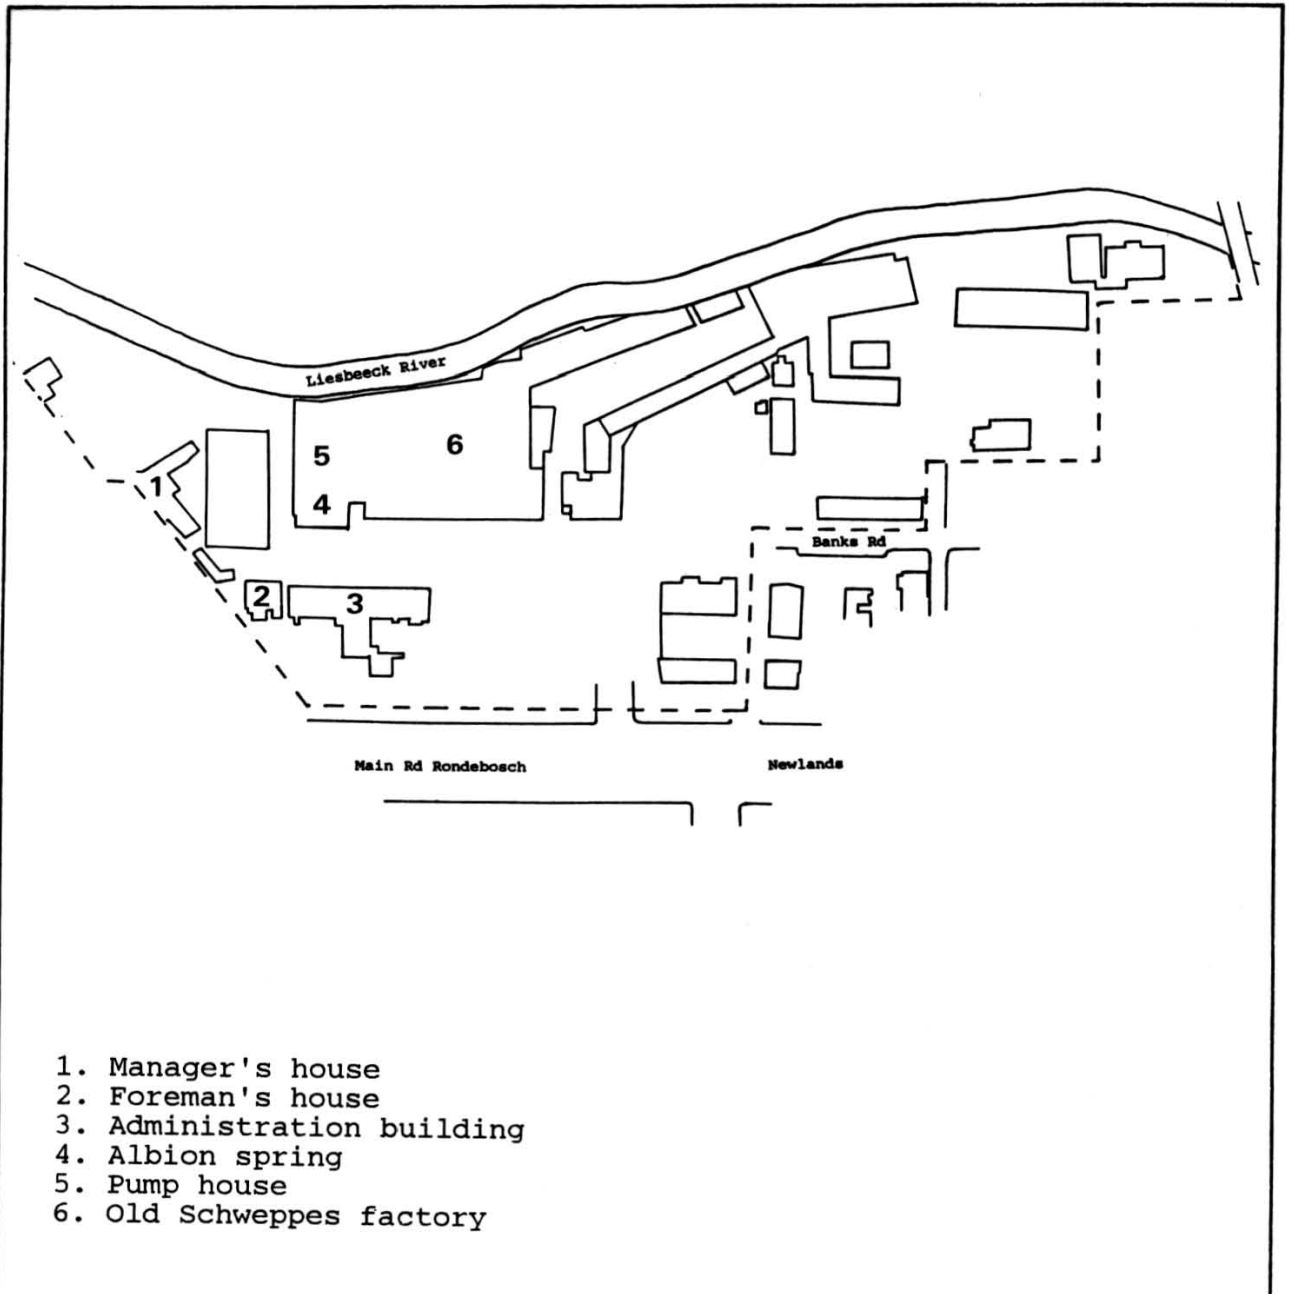 Liesbeeck River
5
6
1
4
Banks Rd
2
3
Main Rd Rondebosch
Newlands
1. Manager's house
2. Foreman's house
3. Administration building
4. Albion spring
5. Pump house
6. Old Schweppes factory